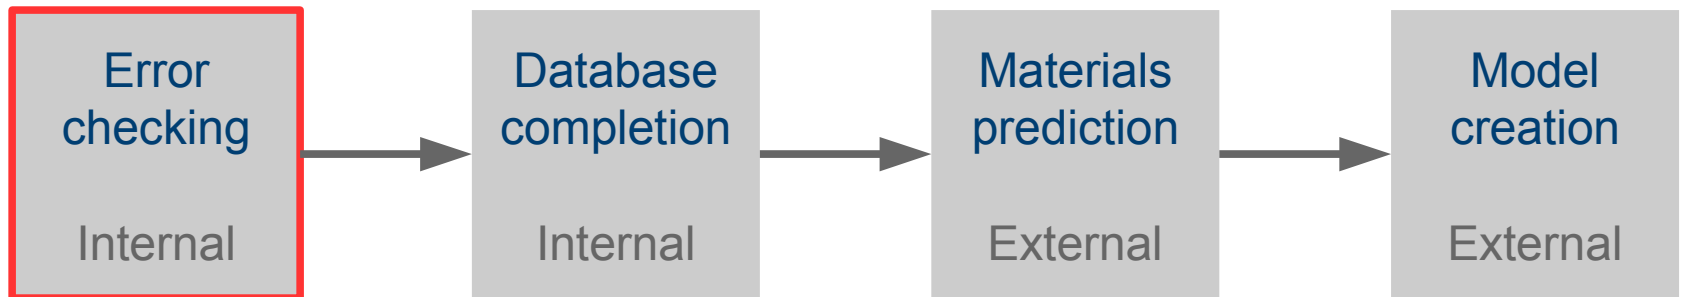 Error
checking
Internal
Database
completion
Internal
Materials
prediction
External
Model
creation
External